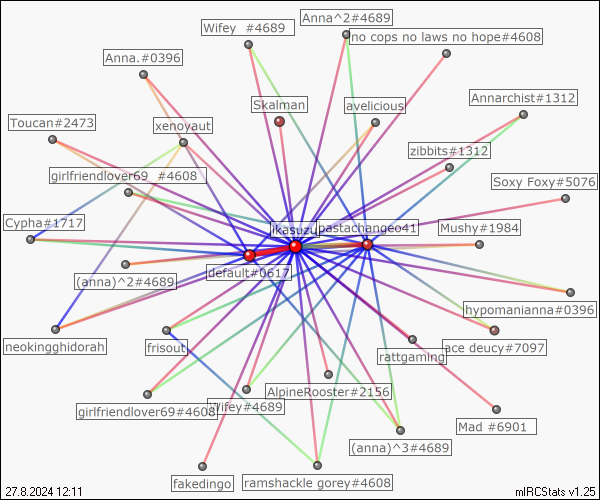 Anna^2#4689
Wifey_#4689
no cops no laws no hope#4608
Anna.#0396
Annarchist#1312
Skalman
avelicious
Toucan#2473
xenoyaut
zibbits#1312
girlfriendlover69_#4608
Soxy Foxy#5076
Cypha#1717
ikasuzu
pastachangeo41
Mushy#1984
default#0617
(anna)^2#4689
hypomanianna#0396
neokingghidorah
frisout
rattgaming
ace deucy#7097
AlpineRooster#2156
girlfriendlover69#4608
Wifey#4689
Mad #6901
(anna)^3#4689
fakedingo
ramshackle gorey#4608
27.8.2024 12:11
mIRCStats v1.25